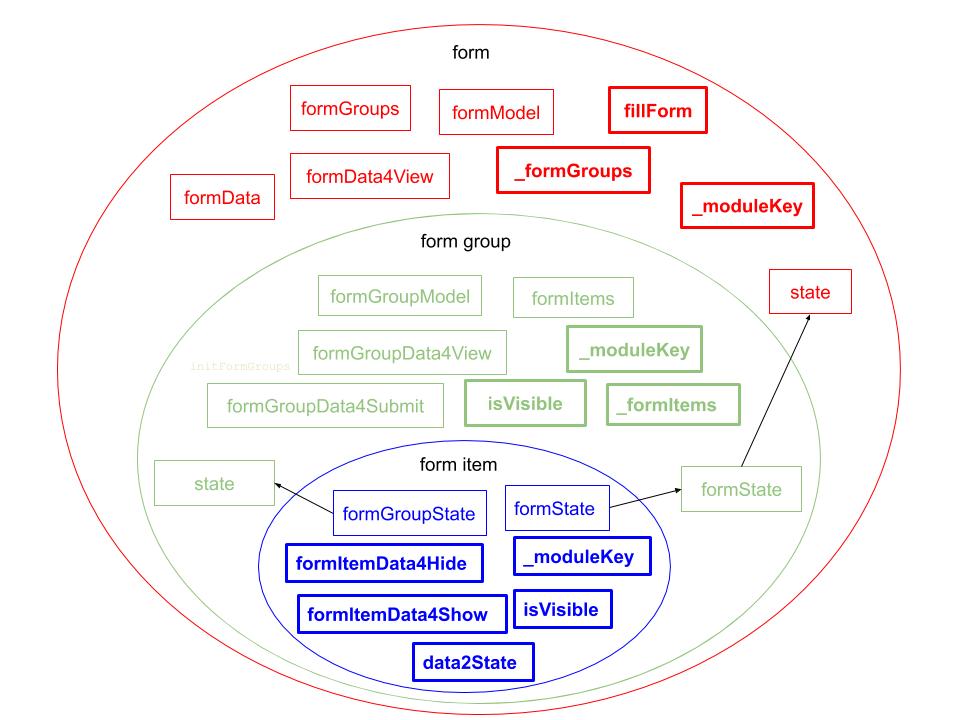 form
formGroups
formModel
fillForm
formData4View
_formGroups
formData
_moduleKey
form group
state
formGroupModel
formItems
formGroupData4View
_moduleKey
initFormGroups
formGroupData4Submit
isVisible
_formItems
form item
state
formState
formGroupState
formState
formItemData4Hide
_moduleKey
formItemData4Show
isVisible
data2State